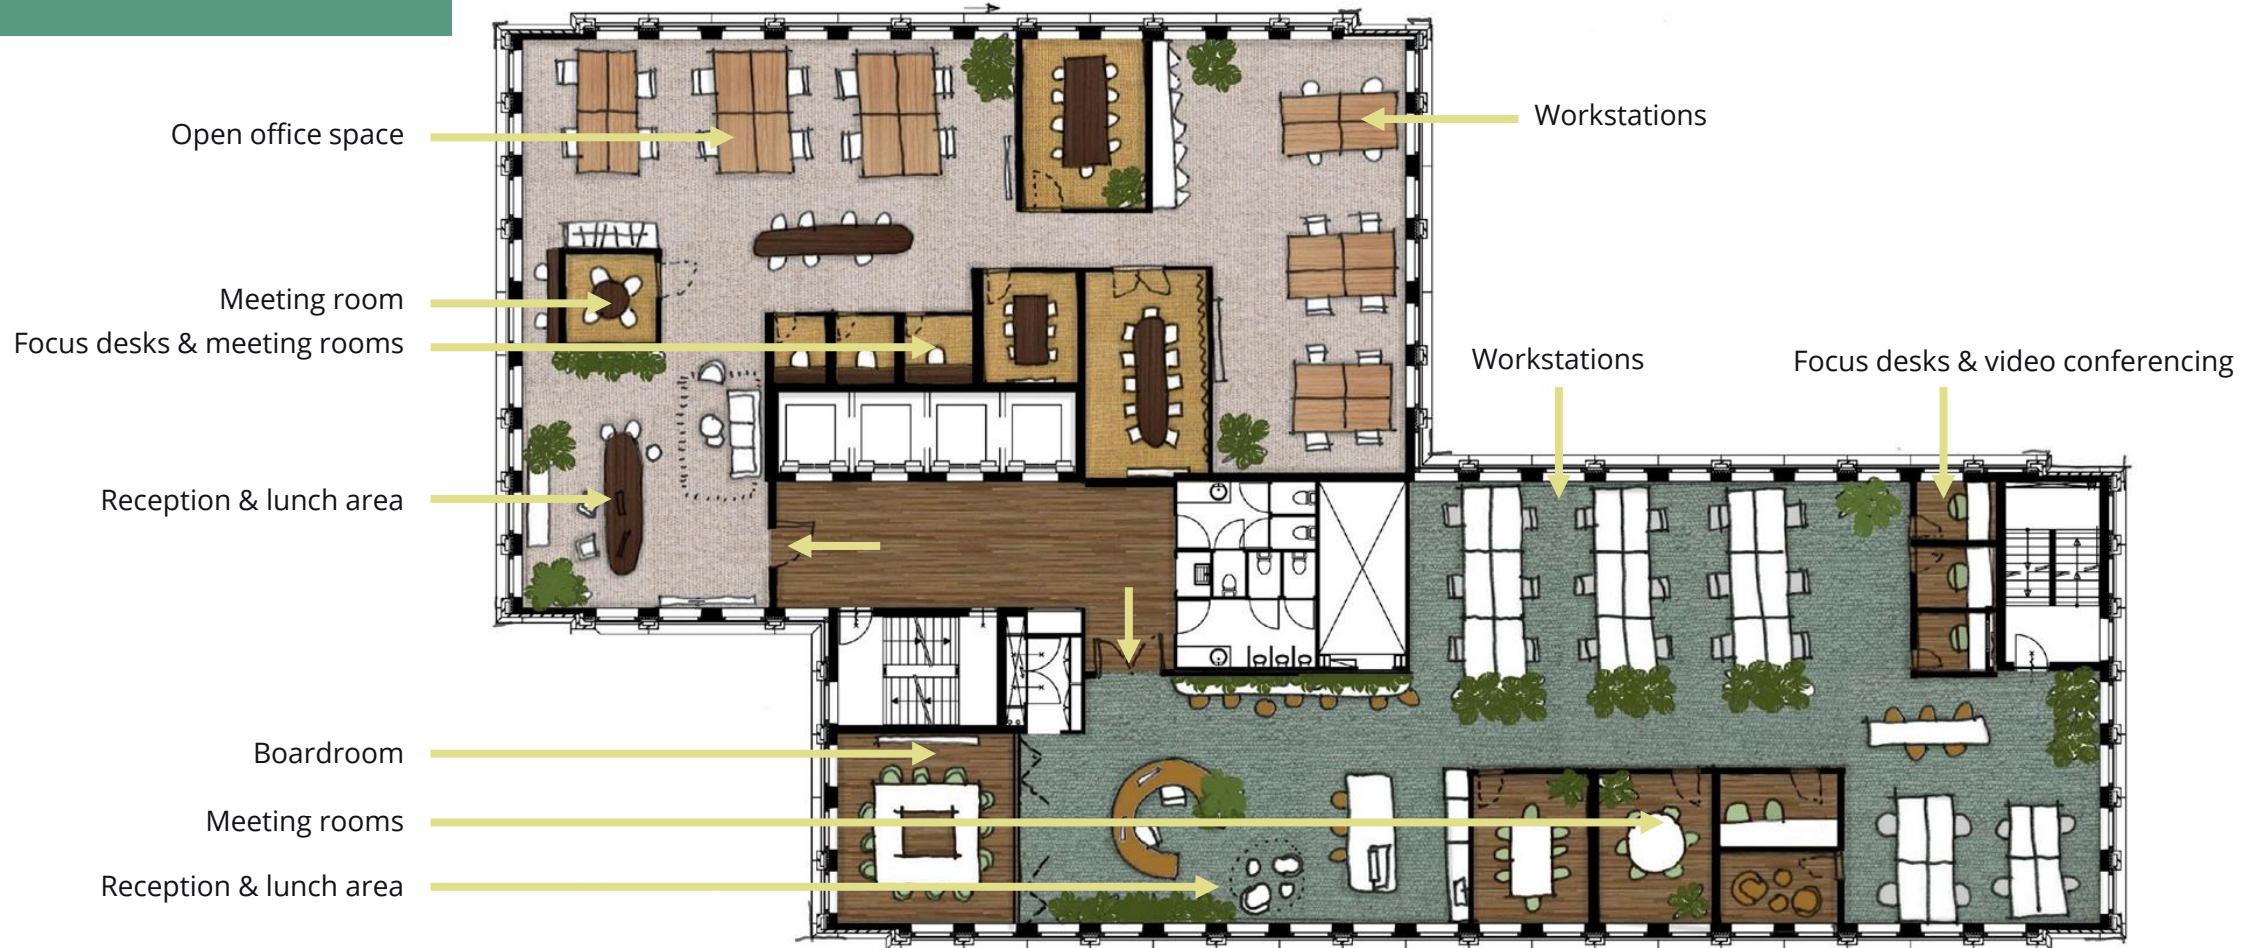 Open office space
Workstations
Meeting room
Focus desks & meeting rooms
Workstations
Focus desks & video conferencing
Reception & lunch area
Boardroom
Meeting rooms
Reception & lunch area